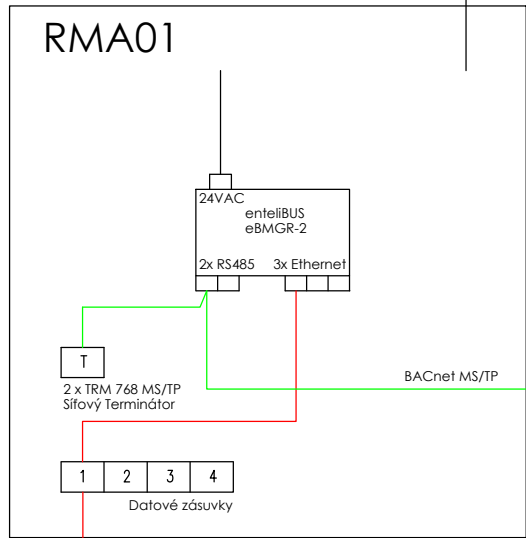 RMA01
24VAC
enteliBUS
eBMGR-2
2x RS485
3x Ethernet
T
2 x TRM 768 MS/TP
Síťový Terminátor
BACnet MS/TP
1
2
3
4
Datové zásuvky